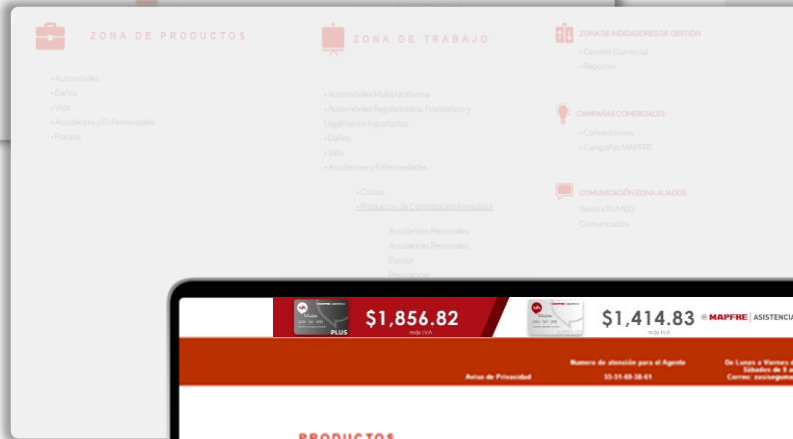 ZONA DE PRODUCTOS
• Automóviles
• Daños
• Vida
• Accidentes y Enfermedades
• Fianzas
ZONA DE TRABAJO
• Automóviles Multiplataforma
• Automóviles Regularizados, Fronterizos y
Legalmente Importados
• Daños
• Vida
• Accidentes y Enfermedades
• Cotiza
• Productos de Contratación Inmediata
Accidentes Personales
Accidentes Personales
Escolar
ZONA DE INDICADORES DE GESTIÓN
• Gestión Comercial
• Reportes
CAMPAÑAS COMERCIALES
• Convenciones
• Campañas MAPFRE
COMUNICACIÓN ZONA ALIADOS
Revista RUMBO
Comunicados
PLUS
$1,856.82
más IVA
$1,414.83
más IVA
MAPFRE | ASISTENCIA
Aviso de Privacidad
Numero de atención para el Agente
55-31-69-38-61
De Lunes a Viernes
Sábados de 9
Correo:
PRODUCTOS